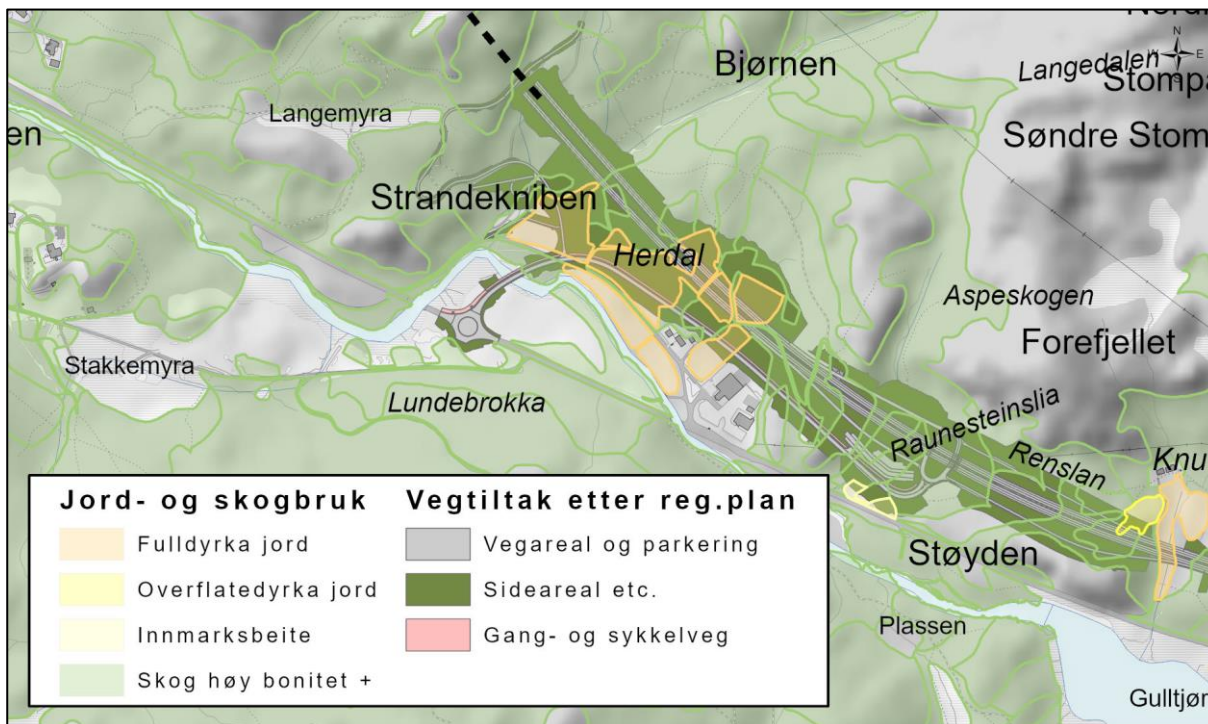 Nordr
N
W E
S
Bjørnen
Langedalen
Stompa
Langemyra
Søndre Stom
en
Strandekniben
Herdal
Aspeskogen
Forefjellet
Stakkemyra
Lundebrokka
Raunesteinslia
Renslan
Knu
Støyden
Plassen
Gulltjør
Jord- og skogbruk
Fulldyrka jord
Overflatedyrka jord
Innmarksbeite
Skog høy bonitet +
Vegtiltak etter reg.plan
Vegareal og parkering
Sideareal etc.
Gang- og sykkelveg